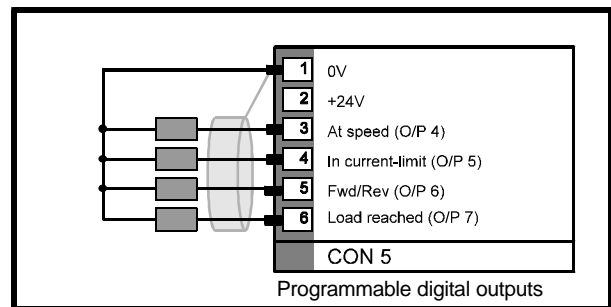 1 0V
2 +24V
3 At speed (O/P 4)
4 In current-limit (O/P 5)
5 Fwd/Rev (O/P 6)
6 Load reached (O/P 7)
CON 5
Programmable digital outputs